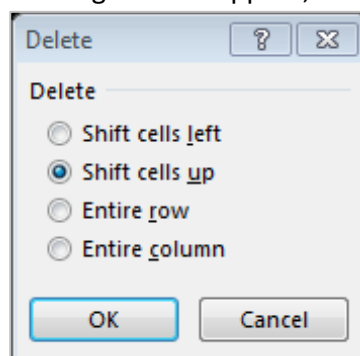 Delete
Delete
Shift cells left
Shift cells up
Entire row
Entire column
OK Cancel